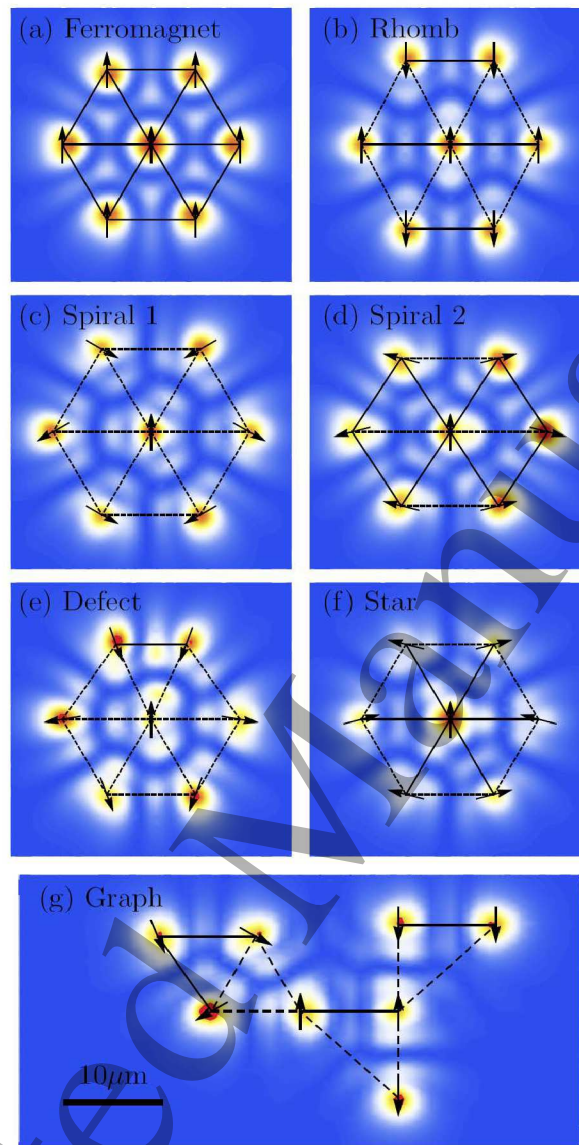 (a) Ferromagnet
(b) Rhomb
(c) Spiral 1
(d) Spiral 2
(e) Defect
(f) Star
(g) Graph
10μm